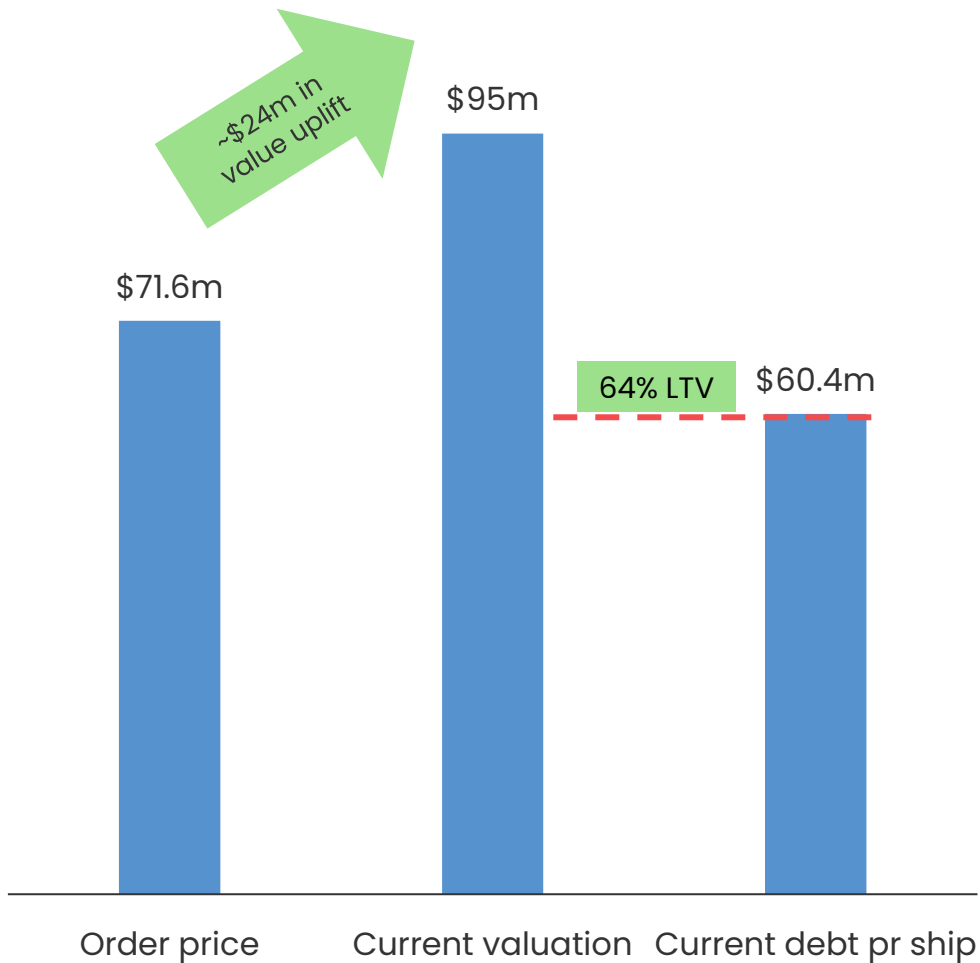 ~$24m in
value uplift
$95m
$71.6m
64% LTV
$60.4m
Order price
Current valuation
Current debt pr ship